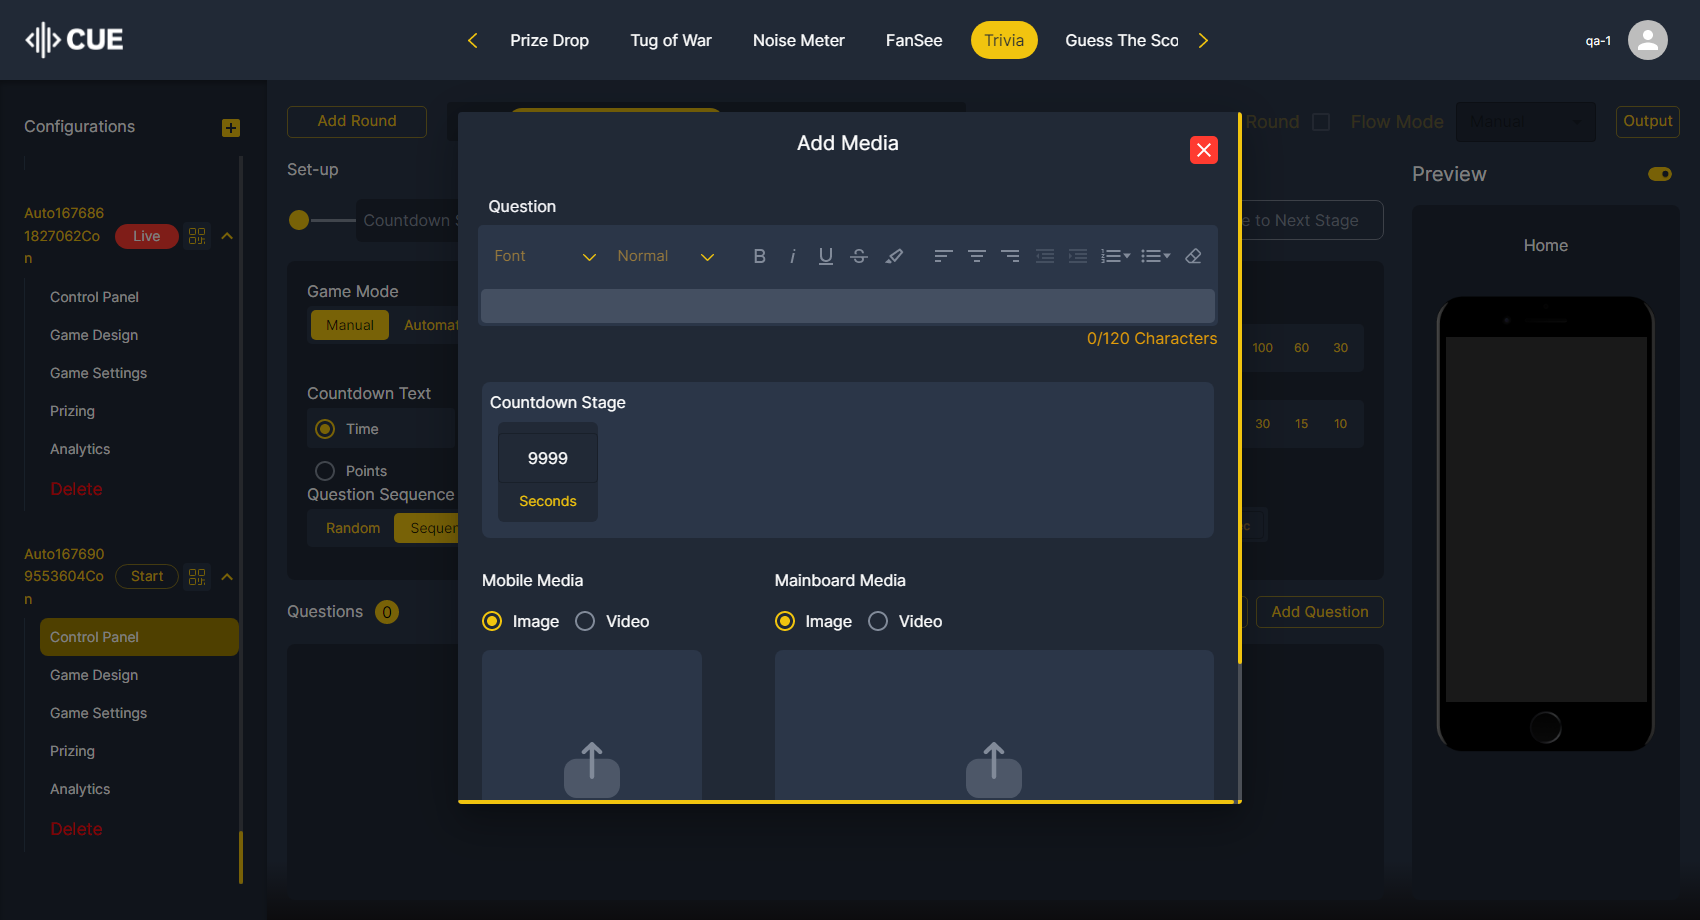 CUE
Prize Drop
Tug of War
Noise Meter
FanSee
Trivia
Guess The Sco
qa-1
Configurations
Auto167686
1827062Co
n
Live
Control Panel
Game Design
Game Settings
Prizing
Analytics
Delete
Auto167690
9553604Co
n
Start
Control Panel
Game Design
Game Settings
Prizing
Analytics
Delete
Add Round
Round
Flow Mode
Manual
Output
Set-up
Countdown S
e to Next Stage
Game Mode
Manual
Automat
Countdown Text
Time
Points
Question Sequence
Random
Sequen
100 60 30
30 15 10
Questions 0
Add Question
Add Media
Question
Font
Normal
B i U S
0/120 Characters
Countdown Stage
9999
Seconds
Mobile Media
Image Video
Mainboard Media
Image Video
Preview
Home